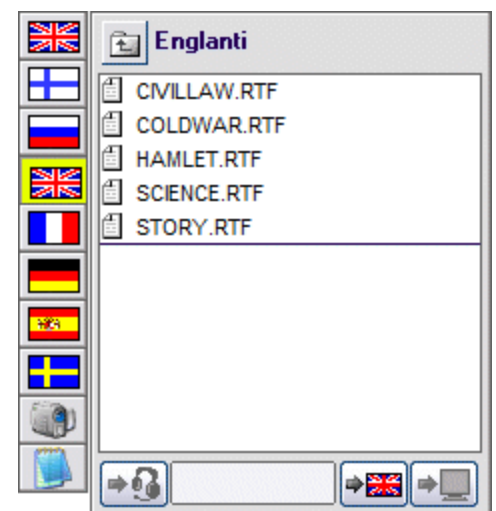 Englanti
CIVILLAW.RTF
COLDWAR.RTF
HAMLET.RTF
SCIENCE.RTF
STORY.RTF